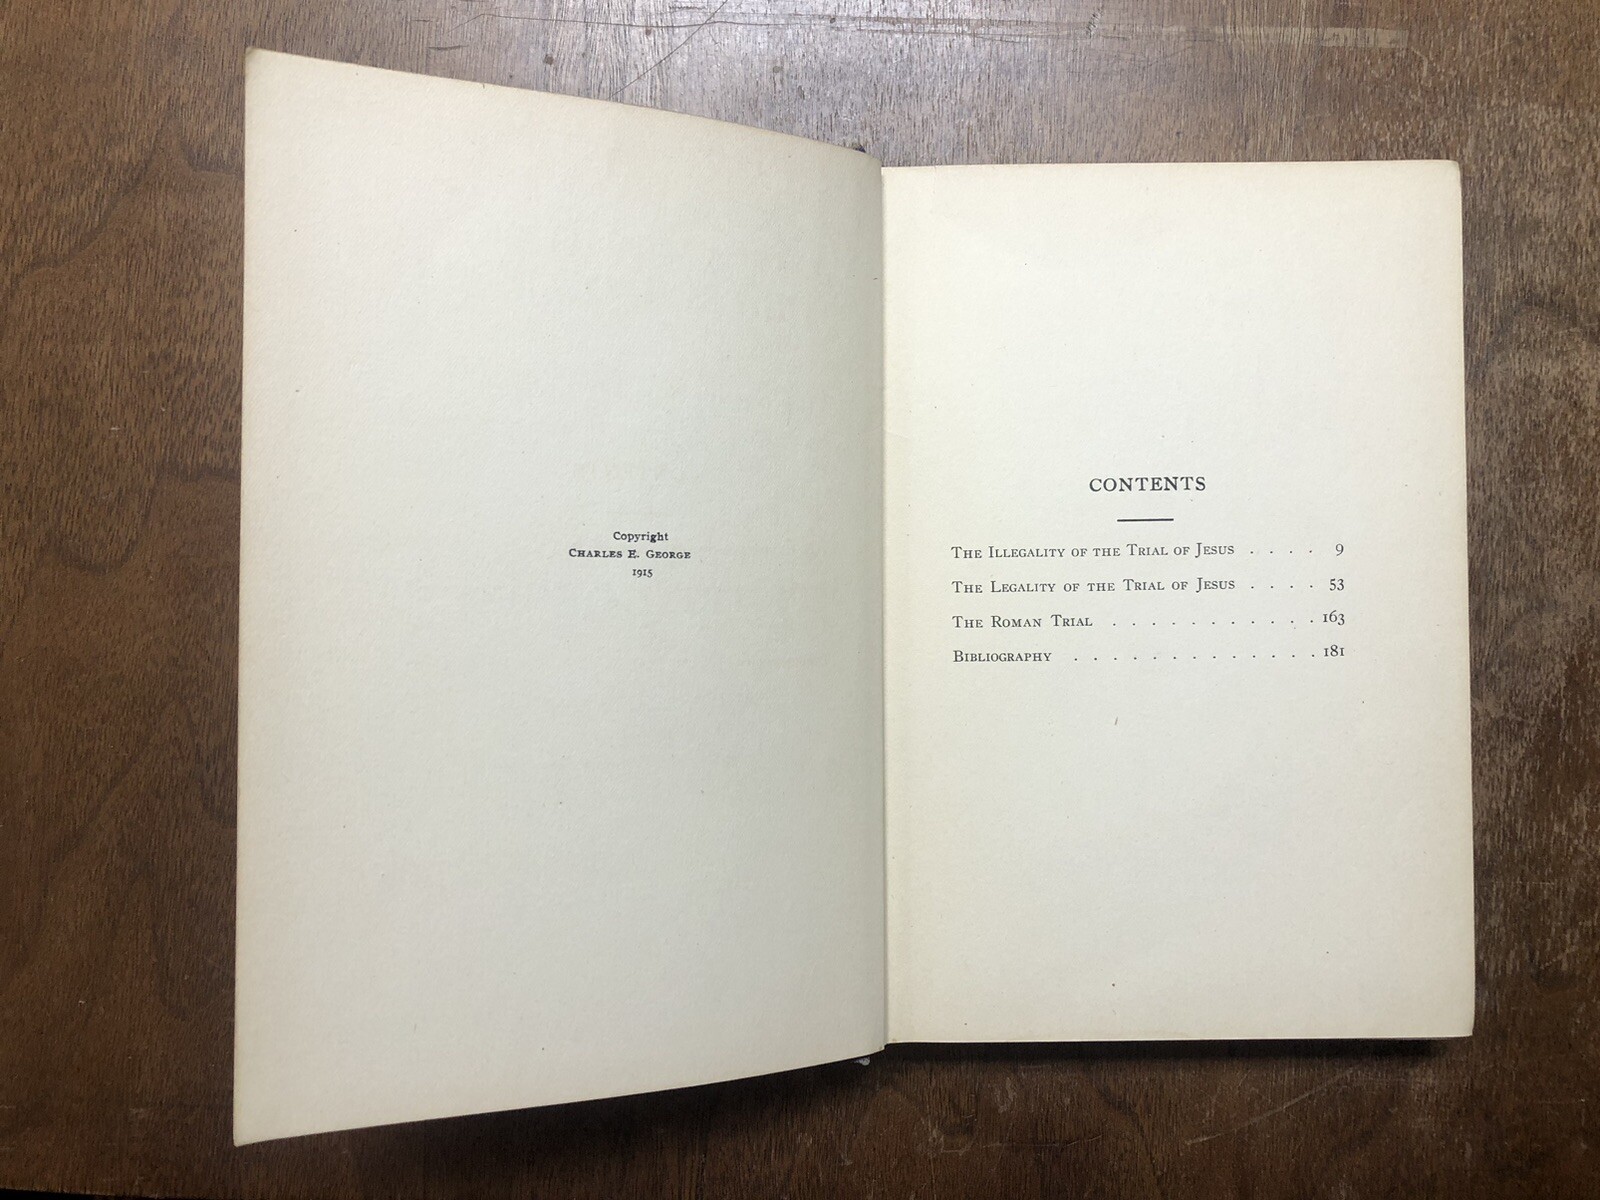 Copyright
CHARLES E. GEORGE
1915
CONTENTS
THE ILLEGALITY OF THE TRIAL OF JESUS . . . . 9
THE LEGALITY OF THE TRIAL OF JESUS . . . . 53
THE ROMAN TRIAL . . . . . . . . . . . 163
BIBLIOGRAPHY . . . . . . . . . . . . . 181